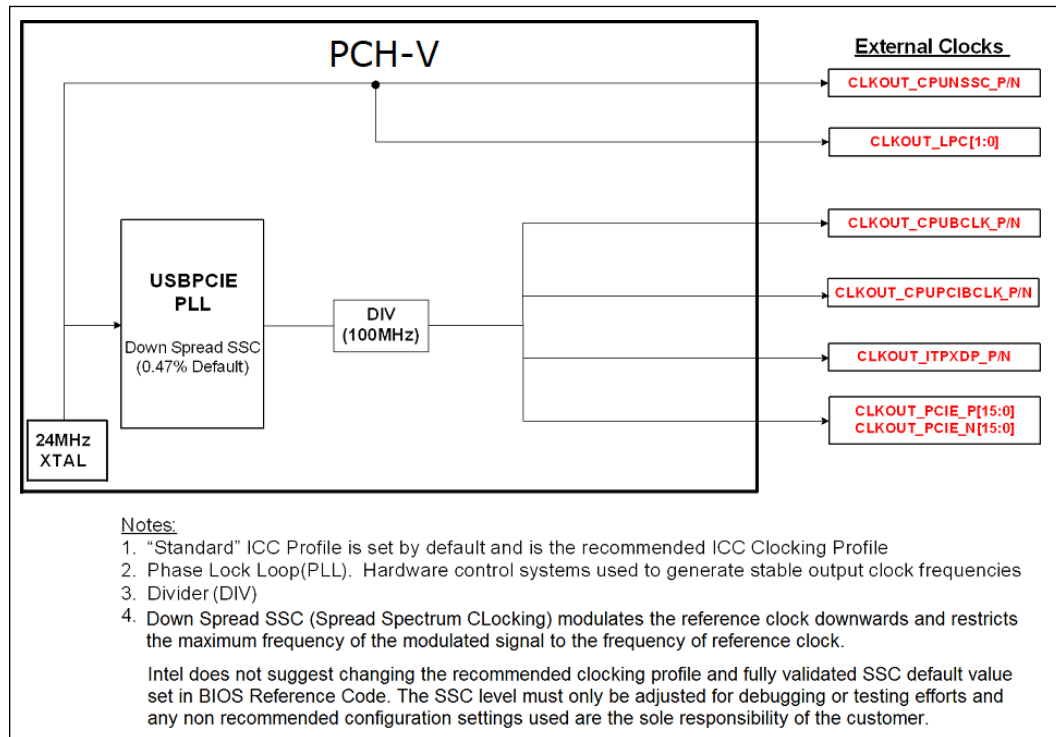 PCH-V
External Clocks
CLKOUT_CPUNSSC_P/N
CLKOUT_LPC[1:0]
CLKOUT_CPUBCLK_P/N
USBPCIE
PLL
Down Spread SSC
(0.47% Default)
DIV
(100MHz)
CLKOUT_CPUPCIBCLK_P/N
CLKOUT_ITPXDP_P/N
CLKOUT_PCIE_P[15:0]
CLKOUT_PCIE_N[15:0]
24MHz
XTAL
Notes:
1. “Standard” ICC Profile is set by default and is the recommended ICC Clocking Profile
2. Phase Lock Loop(PLL). Hardware control systems used to generate stable output clock frequencies
3. Divider (DIV)
4. Down Spread SSC (Spread Spectrum CLocking) modulates the reference clock downwards and restricts
the maximum frequency of the modulated signal to the frequency of reference clock.
Intel does not suggest changing the recommended clocking profile and fully validated SSC default value
set in BIOS Reference Code. The SSC level must only be adjusted for debugging or testing efforts and
any non recommended configuration settings used are the sole responsibility of the customer.